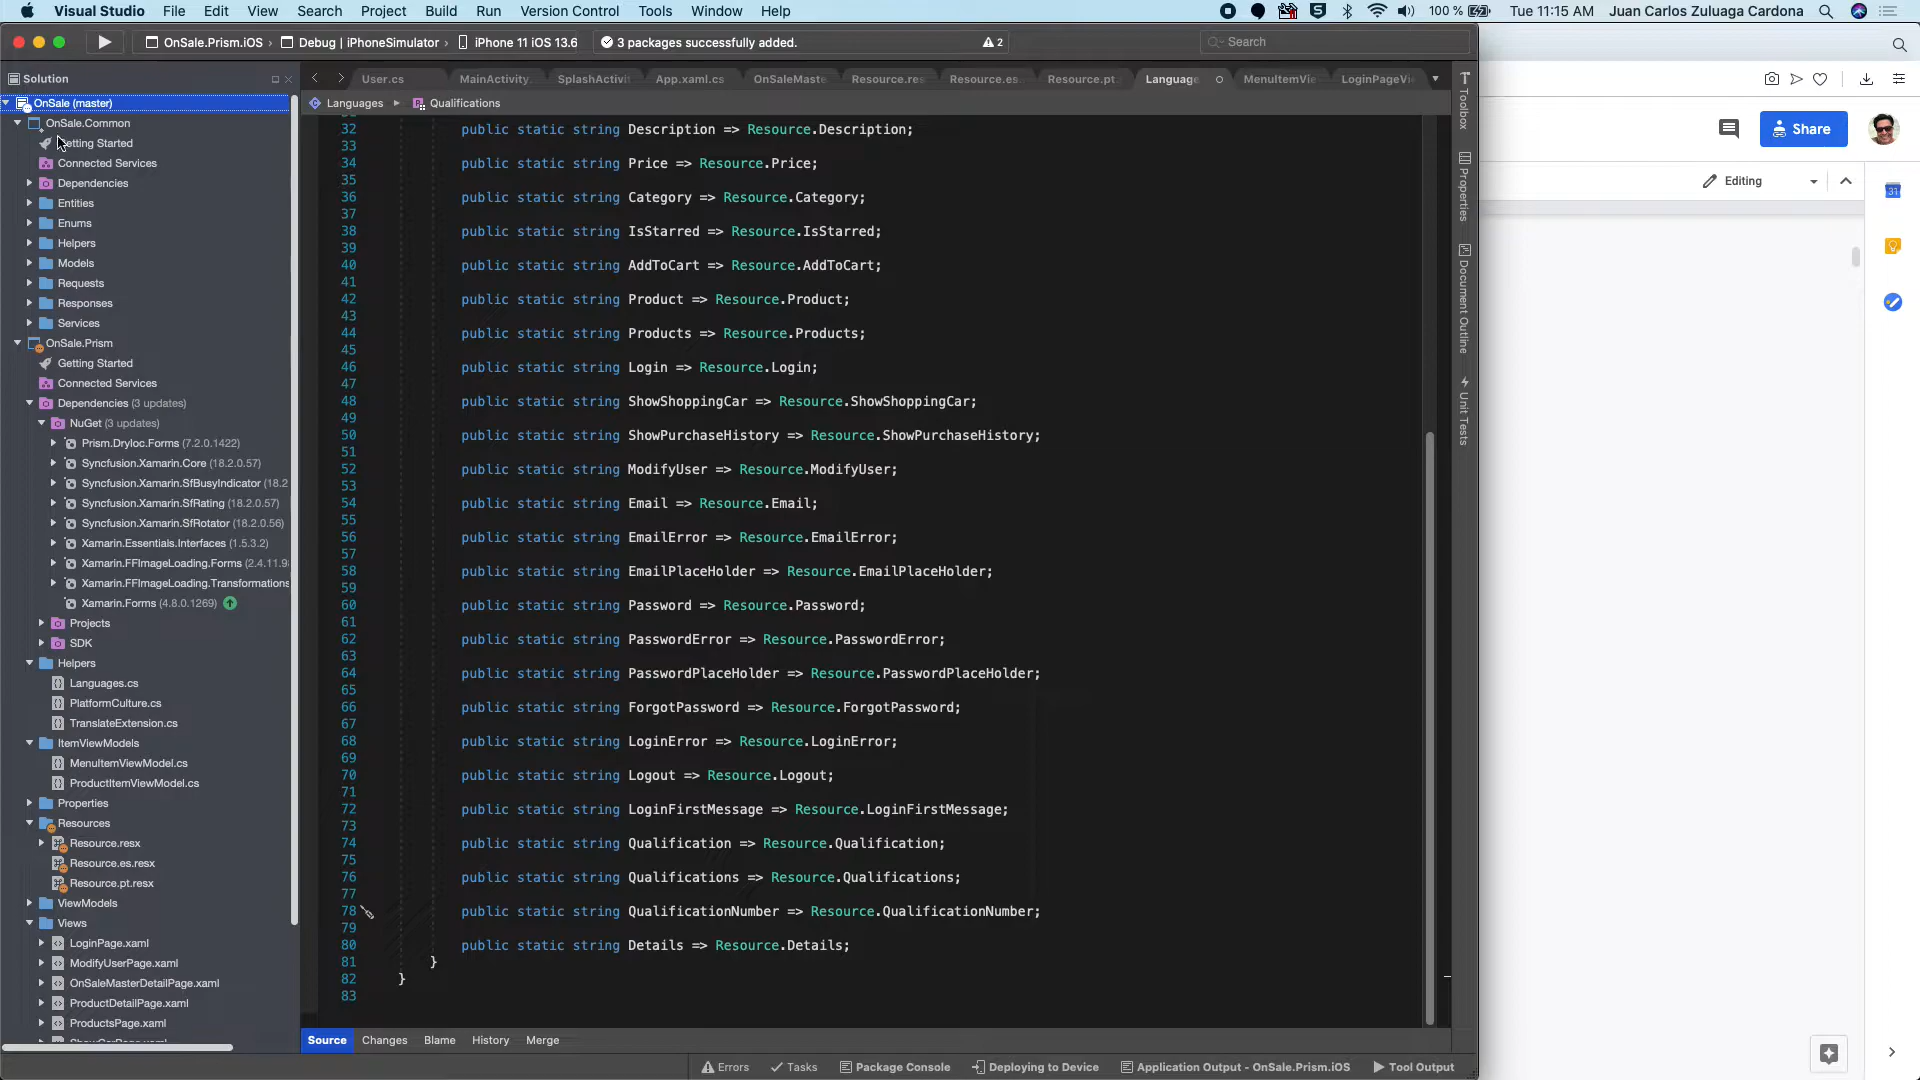 Visual Studio File Edit View Search Project Build Run Version Control Tools Window Help 100 % Tue 11:15 AM Juan Carlos Zuluaga Cardona
OnSale.Prism.iOS Debug | iPhoneSimulator iPhone 11 iOS 13.6 3 packages successfully added. 2 Search
Solution
User.cs MainActivity SplashActivi App.xaml.cs OnSaleMaste Resource.res Resource.es. Resource.pt. Languag MenuItemVie LoginPageVi
Languages Qualifications
OnSale (master)
OnSale.Common
Getting Started
Connected Services
Dependencies
Entities
Enums
Helpers
Models
Requests
Responses
Services
OnSale.Prism
Getting Started
Connected Services
Dependencies (3 updates)
NuGet (3 updates)
Prism.DryIoc.Forms (7.2.0.1422)
Syncfusion.Xamarin.Core (18.2.0.57)
Syncfusion.Xamarin.SfBusyIndicator (18.2
Syncfusion.Xamarin.SfRating (18.2.0.57)
Syncfusion.Xamarin.SfRotator (18.2.0.56)
Xamarin.Essentials.Interfaces (1.5.3.2)
Xamarin.FFImageLoading.Forms (2.4.11.9
Xamarin.FFImageLoading.Transformations
Xamarin.Forms (4.8.0.1269)
Projects
SDK
Helpers
Languages.cs
PlatformCulture.cs
TranslateExtension.cs
ItemViewModels
MenuItemViewModel.cs
ProductItemViewModel.cs
Properties
Resources
Resource.resx
Resource.es.resx
Resource.pt.resx
ViewModels
Views
LoginPage.xaml
ModifyUserPage.xaml
OnSaleMasterDetailPage.xaml
ProductDetailPage.xaml
ProductsPage.xaml
32 public static string Description => Resource.Description;
33
34 public static string Price => Resource.Price;
35
36 public static string Category => Resource.Category;
37
38 public static string IsStarred => Resource.IsStarred;
39
40 public static string AddToCart => Resource.AddToCart;
41
42 public static string Product => Resource.Product;
43
44 public static string Products => Resource.Products;
45
46 public static string Login => Resource.Login;
47
48 public static string ShowShoppingCar => Resource.ShowShoppingCar;
49
50 public static string ShowPurchaseHistory => Resource.ShowPurchaseHistory;
51
52 public static string ModifyUser => Resource.ModifyUser;
53
54 public static string Email => Resource.Email;
55
56 public static string EmailError => Resource.EmailError;
57
58 public static string EmailPlaceHolder => Resource.EmailPlaceHolder;
59
60 public static string Password => Resource.Password;
61
62 public static string PasswordError => Resource.PasswordError;
63
64 public static string PasswordPlaceHolder => Resource.PasswordPlaceHolder;
65
66 public static string ForgotPassword => Resource.ForgotPassword;
67
68 public static string LoginError => Resource.LoginError;
69
70 public static string Logout => Resource.Logout;
71
72 public static string LoginFirstMessage => Resource.LoginFirstMessage;
73
74 public static string Qualification => Resource.Qualification;
75
76 public static string Qualifications => Resource.Qualifications;
77
78 public static string QualificationNumber => Resource.QualificationNumber;
79
80 public static string Details => Resource.Details;
81 }
82 }
83
Toolbox
Properties
Document Outline
Unit Tests
Source Changes Blame History Merge
Errors Tasks Package Console Deploying to Device Application Output - OnSale.Prism.iOS Tool Output
Share
Editing
31